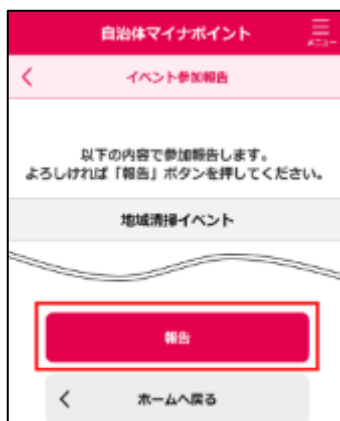 自治体マイナポイント
メニュー
イベント参加報告
以下の内容で参加報告します。
よろしければ「報告」ボタンを押してください。
地域清掃イベント
報告
ホームへ戻る